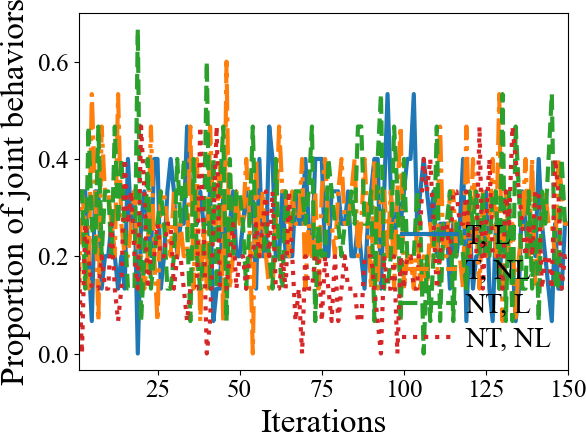 Proportion of joint behaviors
0.6
0.4
0.2
0.0
T, L
T, NL
NT, L
NT, NL
25
50
75
100
125
150
Iterations